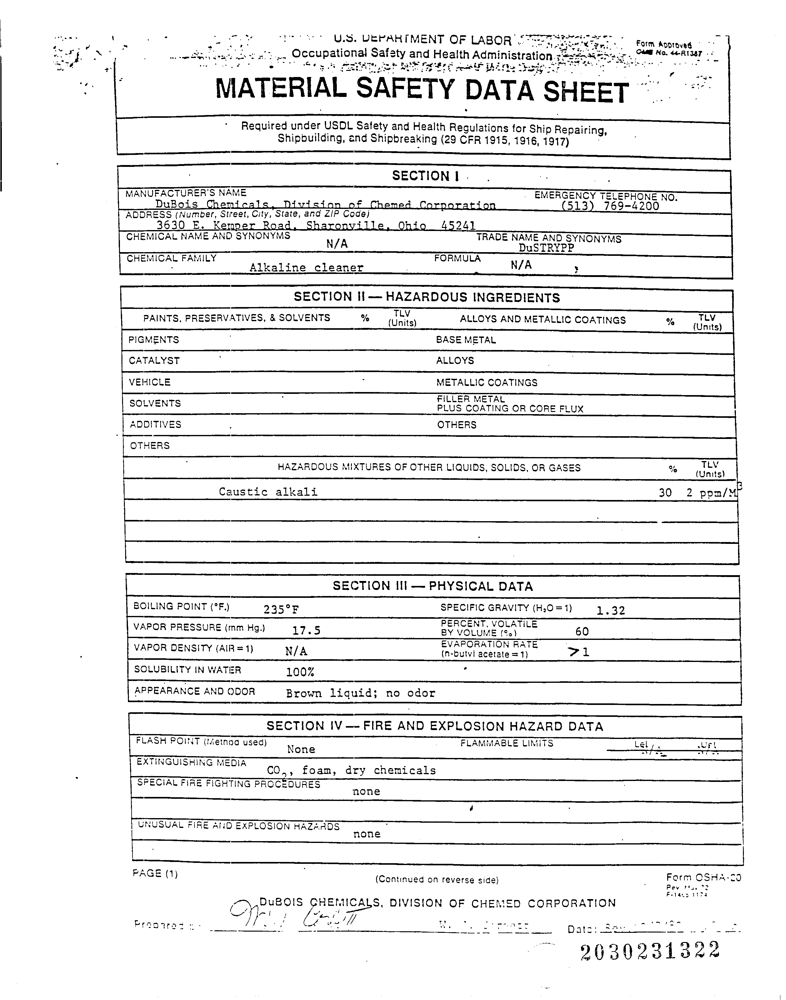 U.S. DEPARTMENT OF LABOR
Occupational Safety and Health Administration
Form Approved
OMB No. 44-R1387
MATERIAL SAFETY DATA SHEET
Required under USDL Safety and Health Regulations for Ship Repairing,
Shipbuilding, and Shipbreaking (29 CFR 1915, 1916, 1917)
SECTION I
MANUFACTURER'S NAME EMERGENCY TELEPHONE NO.
DuBois Chemicals, Division of Chemed Corporation (513) 769-4200
ADDRESS (Number, Street, City, State, and ZIP Code)
3630 E. Kemper Road, Sharonville, Ohio 45241
CHEMICAL NAME AND SYNONYMS N/A TRADE NAME AND SYNONYMS
DuSTRYPP
CHEMICAL FAMILY Alkaline cleaner FORMULA N/A
SECTION II — HAZARDOUS INGREDIENTS
PAINTS, PRESERVATIVES, & SOLVENTS % TLV (Units) ALLOYS AND METALLIC COATINGS % TLV (Units)
PIGMENTS BASE METAL
CATALYST ALLOYS
VEHICLE METALLIC COATINGS
SOLVENTS FILLER METAL
PLUS COATING OR CORE FLUX
ADDITIVES OTHERS
OTHERS
HAZARDOUS MIXTURES OF OTHER LIQUIDS, SOLIDS, OR GASES % TLV (Units)
Caustic alkali 30 2 ppm/M3
SECTION III — PHYSICAL DATA
BOILING POINT (°F.) 235°F SPECIFIC GRAVITY (H₂O=1) 1.32
VAPOR PRESSURE (mm Hg.) 17.5 PERCENT, VOLATILE BY VOLUME (%) 60
VAPOR DENSITY (AIR=1) N/A EVAPORATION RATE (n-butyl acetate = 1) >1
SOLUBILITY IN WATER 100%
APPEARANCE AND ODOR Brown liquid; no odor
SECTION IV — FIRE AND EXPLOSION HAZARD DATA
FLASH POINT (Method used) None FLAMMABLE LIMITS Lel Uel
EXTINGUISHING MEDIA CO₂, foam, dry chemicals
SPECIAL FIRE FIGHTING PROCEDURES
none
UNUSUAL FIRE AND EXPLOSION HAZARDS
none
PAGE (1) (Continued on reverse side) Form OSHA-20
Rev. May 72
DuBOIS CHEMICALS, DIVISION OF CHEMED CORPORATION
Prepared Date:
2030231322